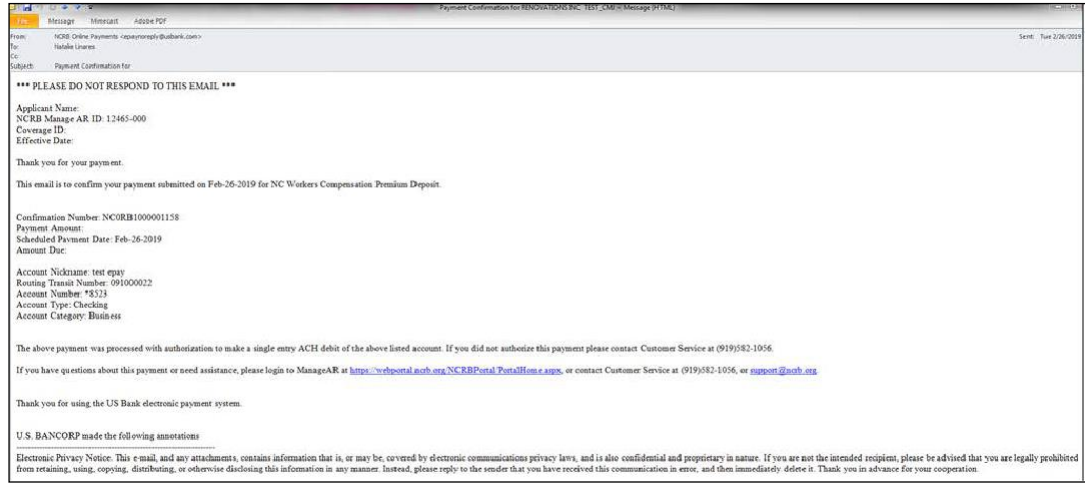 Payment Confirmation for RENOVATIONS INC_TEST_CMB - Message (HTML)
File Message Mimecast Adobe PDF
From: NCRB Online Payments <epaynoreply@usbank.com> Sent: Tue 2/26/2019
To: Natalie Linares
Cc:
Subject: Payment Confirmation for
*** PLEASE DO NOT RESPOND TO THIS EMAIL ***
Applicant Name:
NCRB Manage AR ID: 12465-000
Coverage ID:
Effective Date:
Thank you for your payment.
This email is to confirm your payment submitted on Feb-26-2019 for NC Workers Compensation Premium Deposit.
Confirmation Number: NC0RB1000001158
Payment Amount:
Scheduled Payment Date: Feb-26-2019
Amount Due:
Account Nickname: test epay
Routing Transit Number: 091000022
Account Number: *8523
Account Type: Checking
Account Category: Business
The above payment was processed with authorization to make a single entry ACH debit of the above listed account. If you did not authorize this payment please contact Customer Service at (919)582-1056.
If you have questions about this payment or need assistance, please login to ManageAR at https://webportal.ncrb.org/NCRBPortal/PortalHome.aspx, or contact Customer Service at (919)582-1056, or support@ncrb.org.
Thank you for using the US Bank electronic payment system.
U.S. BANCORP made the following annotations
Electronic Privacy Notice. This e-mail, and any attachments, contains information that is, or may be, covered by electronic communications privacy laws, and is also confidential and proprietary in nature. If you are not the intended recipient, please be advised that you are legally prohibited
from retaining, using, copying, distributing, or otherwise disclosing this information in any manner. Instead, please reply to the sender that you have received this communication in error, and then immediately delete it. Thank you in advance for your cooperation.